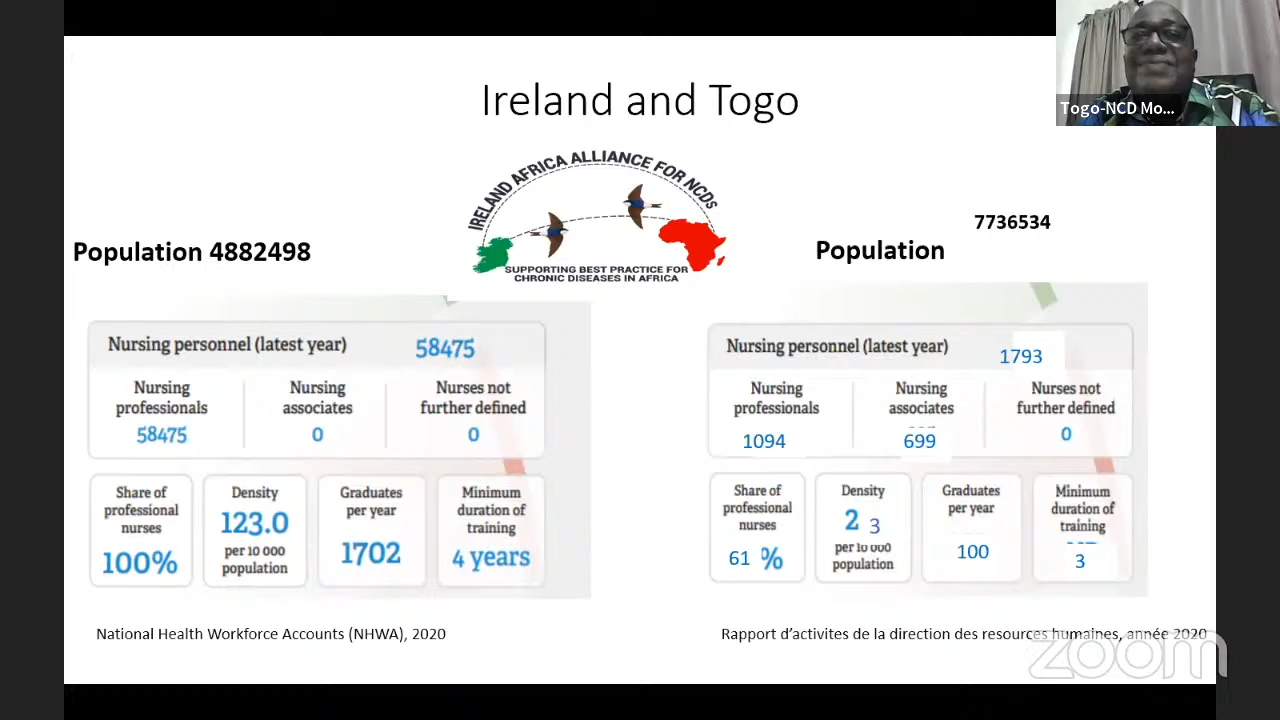 Togo-NCD Mo...
Ireland and Togo
IRELAND AFRICA ALLIANCE FOR NCDS
SUPPORTING BEST PRACTICE FOR
CHRONIC DISEASES IN AFRICA
Population 4882498
7736534
Population
Nursing personnel (latest year) 58475
Nursing professionals
58475
Nursing associates
0
Nurses not further defined
0
Share of professional nurses
100%
Density
123.0
per 10 000 population
Graduates per year
1702
Minimum duration of training
4 years
National Health Workforce Accounts (NHWA), 2020
Nursing personnel (latest year) 1793
Nursing professionals
1094
Nursing associates
699
Nurses not further defined
0
Share of professional nurses
61 %
Density
2 3
per 10 000 population
Graduates per year
100
Minimum duration of training
3
Rapport d'activites de la direction des resources humaines, année 2020
zoom